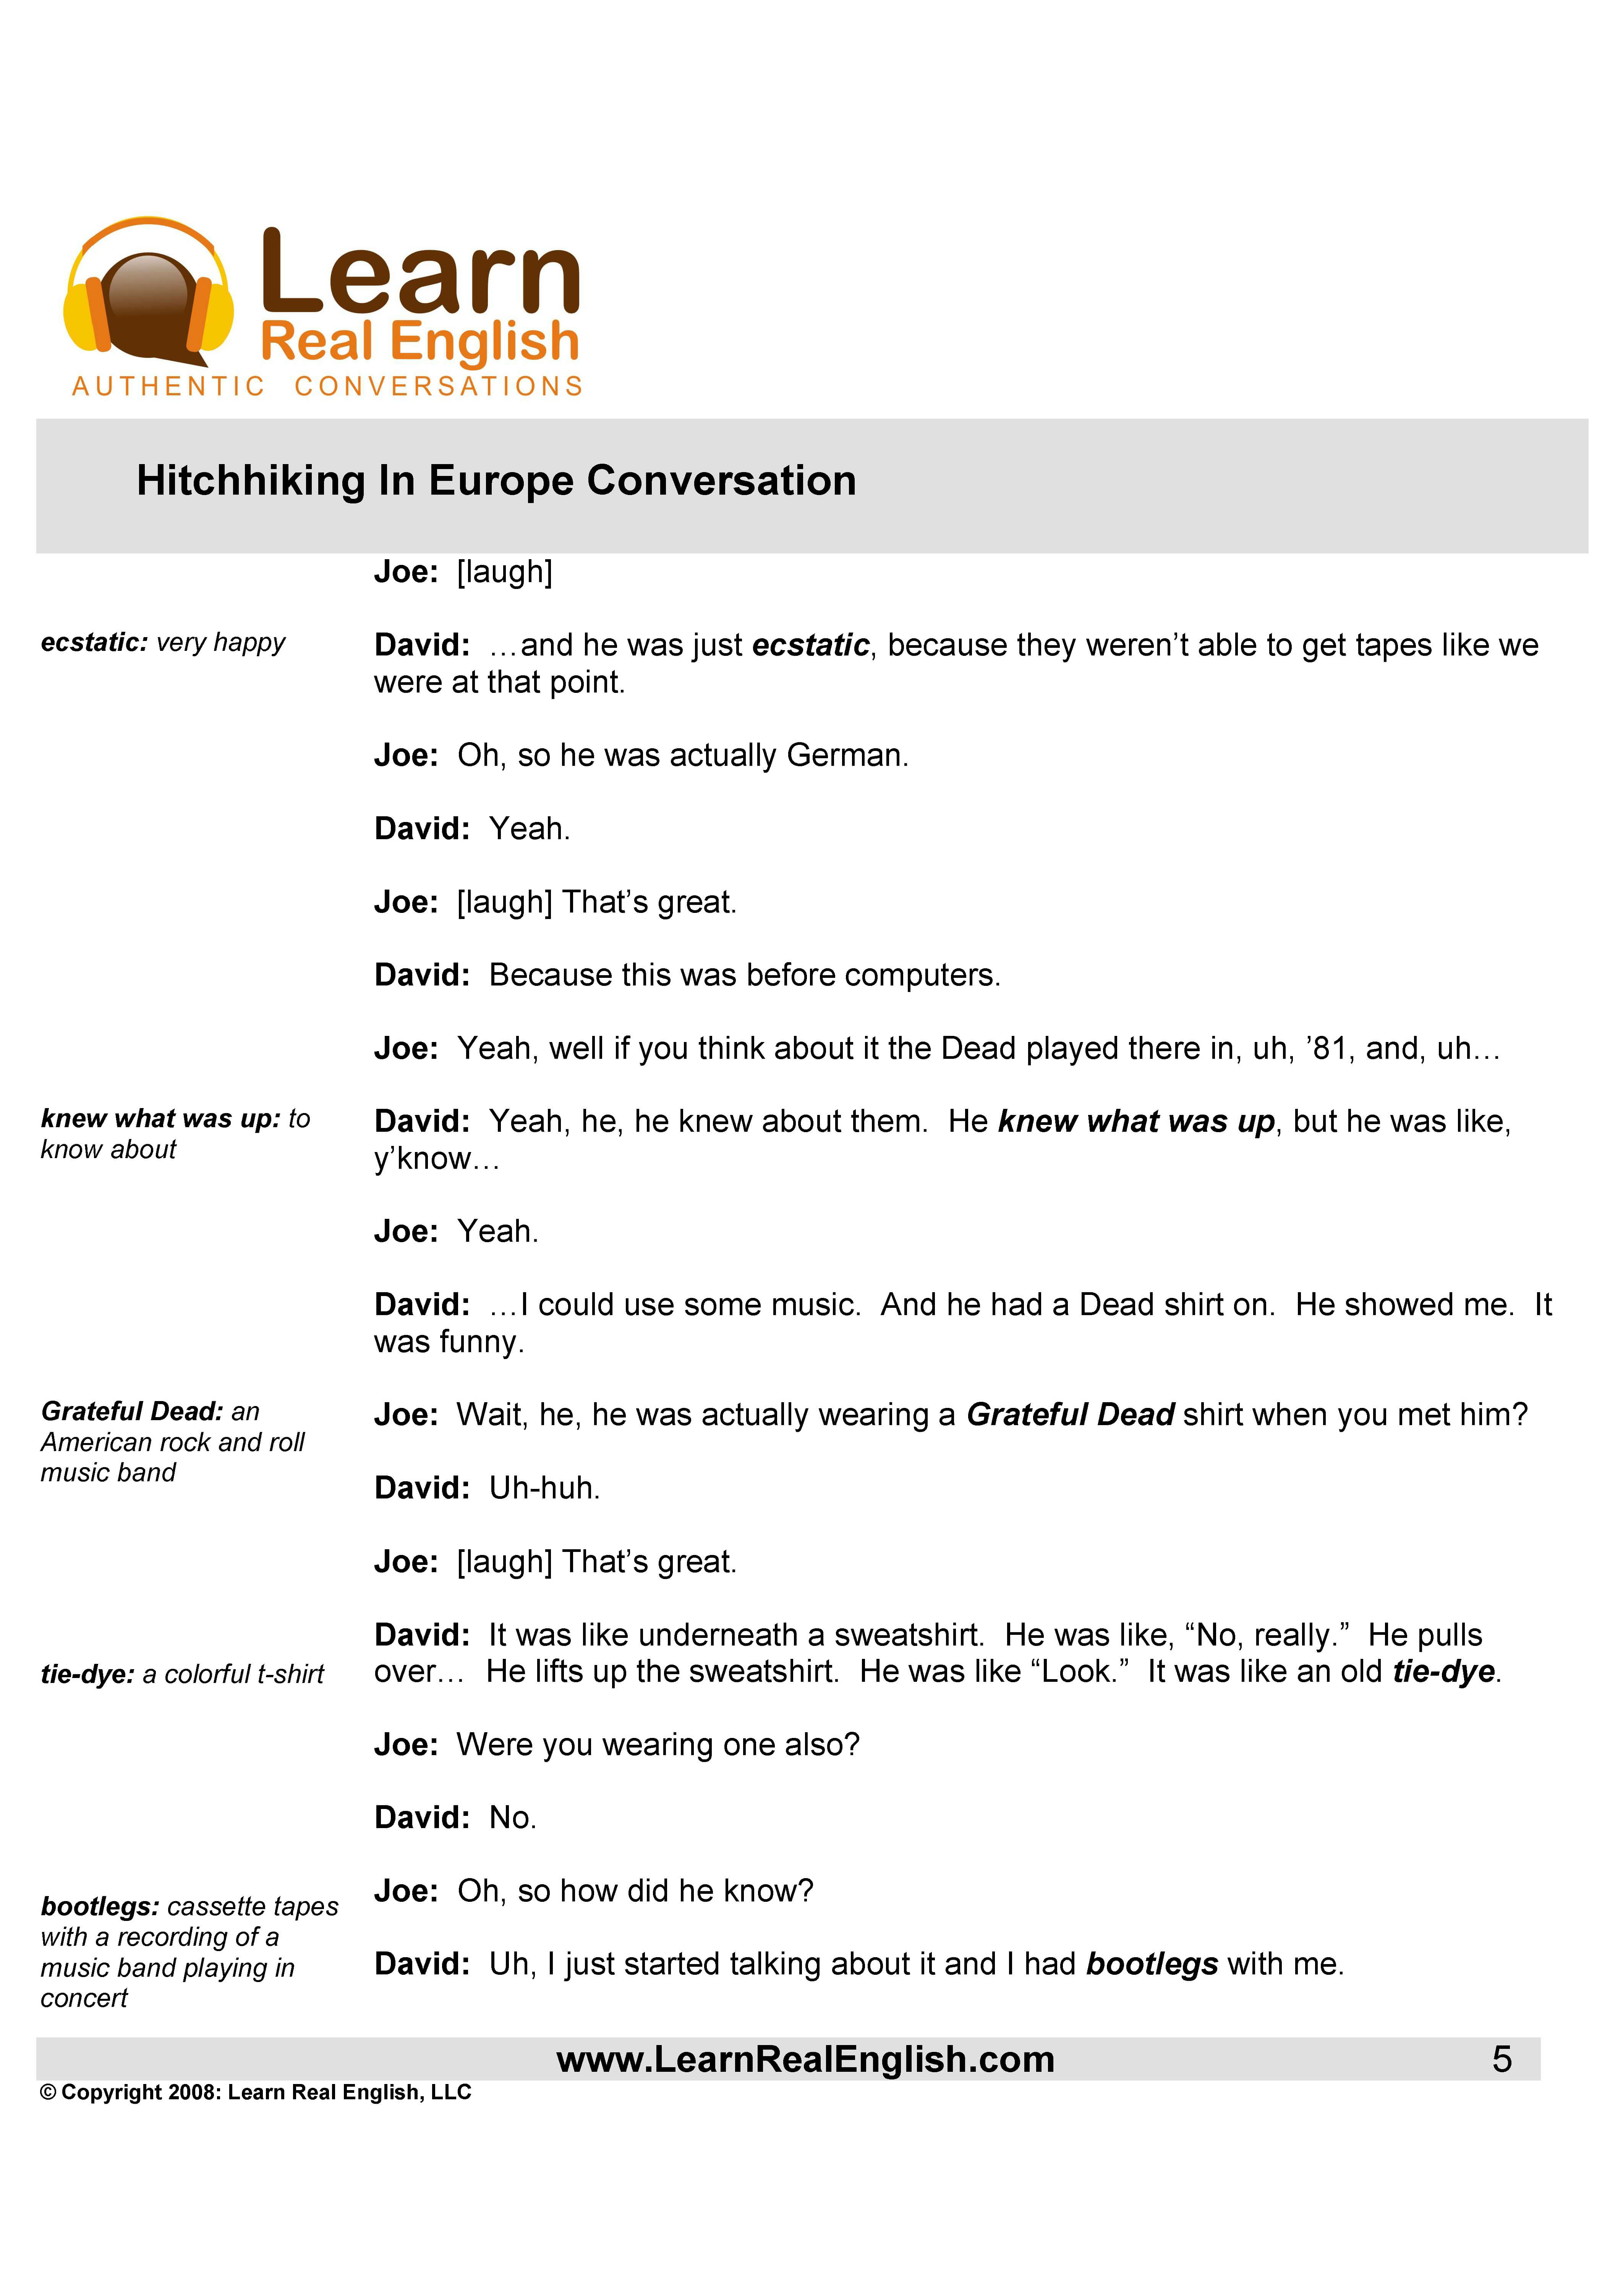 Learn
Real English
AUTHENTIC CONVERSATIONS
Hitchhiking In Europe Conversation
Joe: [laugh]
ecstatic: very happy
David: …and he was just ecstatic, because they weren’t able to get tapes like we
were at that point.
Joe: Oh, so he was actually German.
David: Yeah.
Joe: [laugh] That’s great.
David: Because this was before computers.
Joe: Yeah, well if you think about it the Dead played there in, uh, ’81, and, uh…
knew what was up: to
know about
David: Yeah, he, he knew about them. He knew what was up, but he was like,
y’know…
Joe: Yeah.
David: …I could use some music. And he had a Dead shirt on. He showed me. It
was funny.
Grateful Dead: an
American rock and roll
music band
Joe: Wait, he, he was actually wearing a Grateful Dead shirt when you met him?
David: Uh-huh.
Joe: [laugh] That’s great.
David: It was like underneath a sweatshirt. He was like, “No, really.” He pulls
over… He lifts up the sweatshirt. He was like “Look.” It was like an old tie-dye.
tie-dye: a colorful t-shirt
Joe: Were you wearing one also?
David: No.
Joe: Oh, so how did he know?
bootlegs: cassette tapes
with a recording of a
music band playing in
concert
David: Uh, I just started talking about it and I had bootlegs with me.
www.LearnRealEnglish.com 5
© Copyright 2008: Learn Real English, LLC